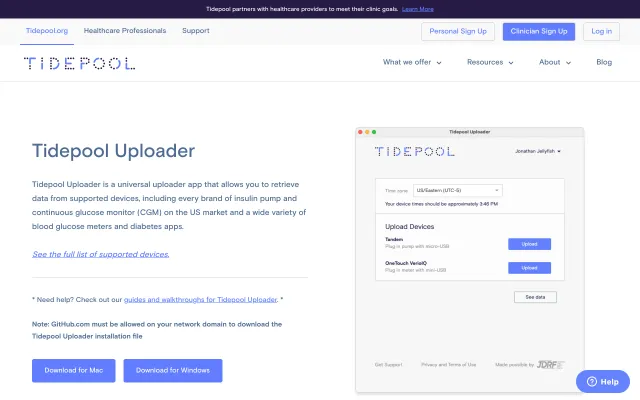 Tidepool partners with healthcare providers to meet their clinic goals. Learn More
Tidepool.org Healthcare Professionals Support
Personal Sign Up Clinician Sign Up Log In
TIDEPOOL
What we offer Resources About Blog
Tidepool Uploader
Tidepool Uploader is a universal uploader app that allows you to retrieve
data from supported devices, including every brand of insulin pump and
continuous glucose monitor (CGM) on the US market and a wide variety of
blood glucose meters and diabetes apps.
See the full list of supported devices.
* Need help? Check out our guides and walkthroughs for Tidepool Uploader. *
Note: GitHub.com must be allowed on your network domain to download the
Tidepool Uploader installation file
Download for Mac Download for Windows
Tidepool Uploader
TIDEPOOL
Jonathan Jellyfish
Time zone US/Eastern (UTC-5)
Your device times should be approximately 3:48 PM
Upload Devices
Tandem
Plug in pump with micro-USB
Upload
OneTouch VerioIQ
Plug in meter with mini-USB
Upload
See data
Get Support Privacy and Terms of Use Made possible by JDRF
Help